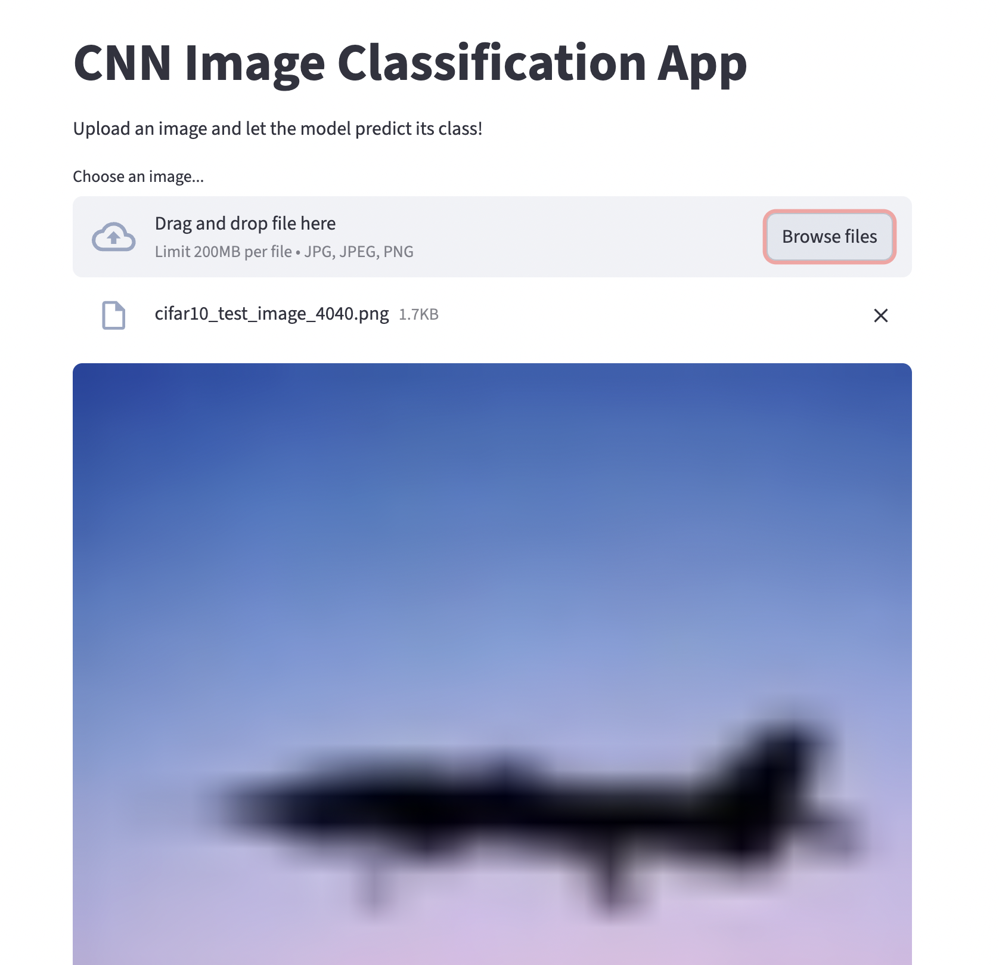 CNN Image Classification App
Upload an image and let the model predict its class!
Choose an image...
Drag and drop file here
Limit 200MB per file • JPG, JPEG, PNG
Browse files
cifar10_test_image_4040.png 1.7KB